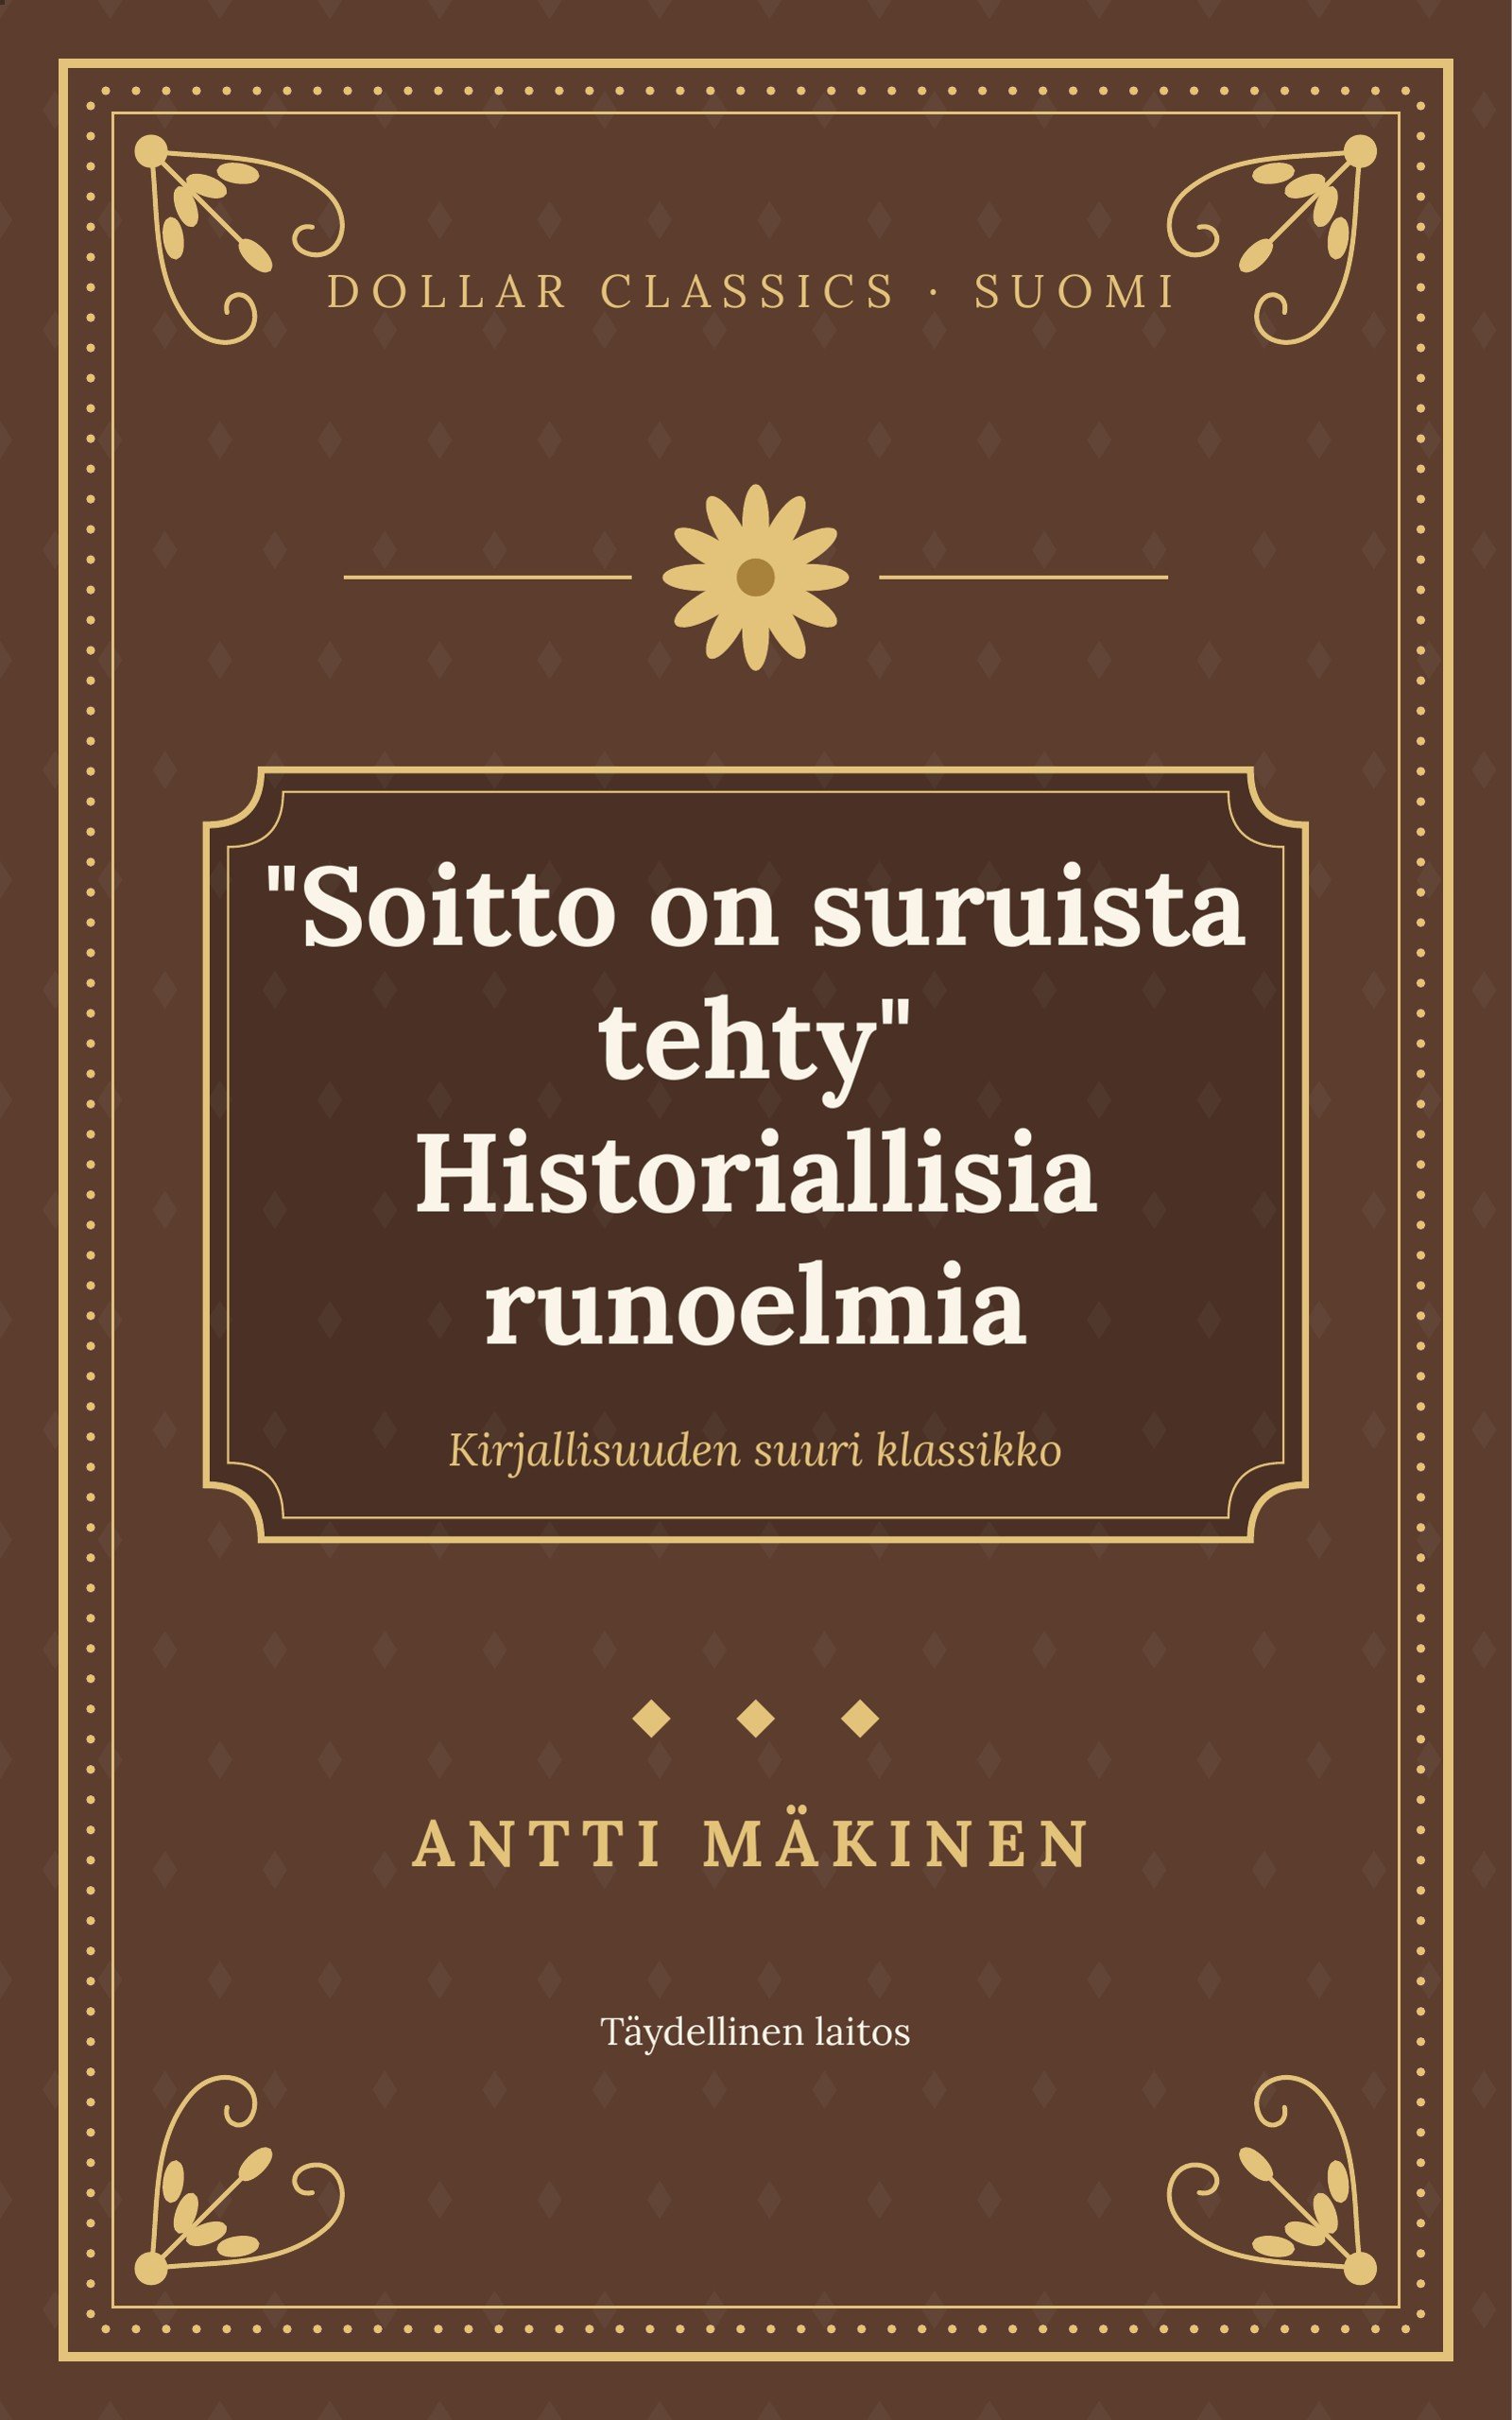 DOLLAR CLASSICS · SUOMI
"Soitto on suruista
tehty"
Historiallisia
runoelmia
Kirjallisuuden suuri klassikko
ANTTI MÄKINEN
Täydellinen laitos